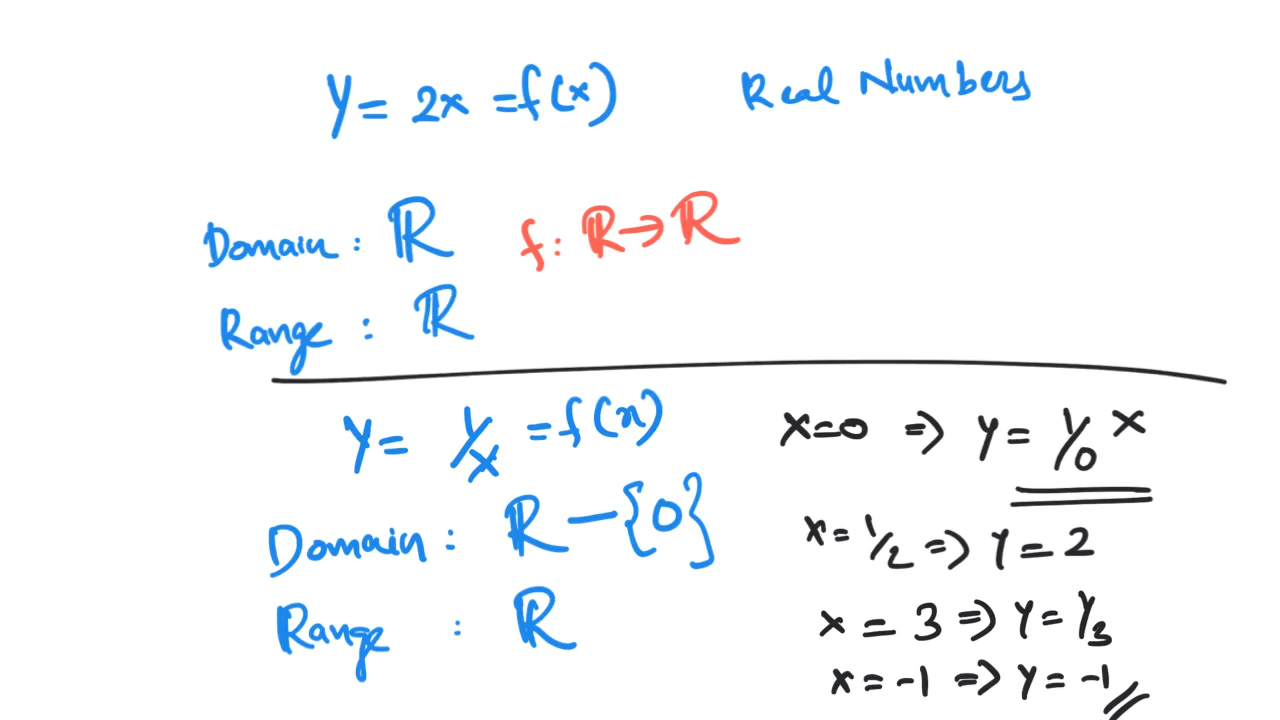 y = 2x = f(x) Real Numbers
Domain : ℝ f: ℝ → ℝ
Range : ℝ
y = 1/x = f(x) x=0 ⇒ y = 1/0 ×
Domain : ℝ - {0} x = 1/2 ⇒ y = 2
Range : ℝ x = 3 ⇒ y = 1/3
x = -1 ⇒ y = -1